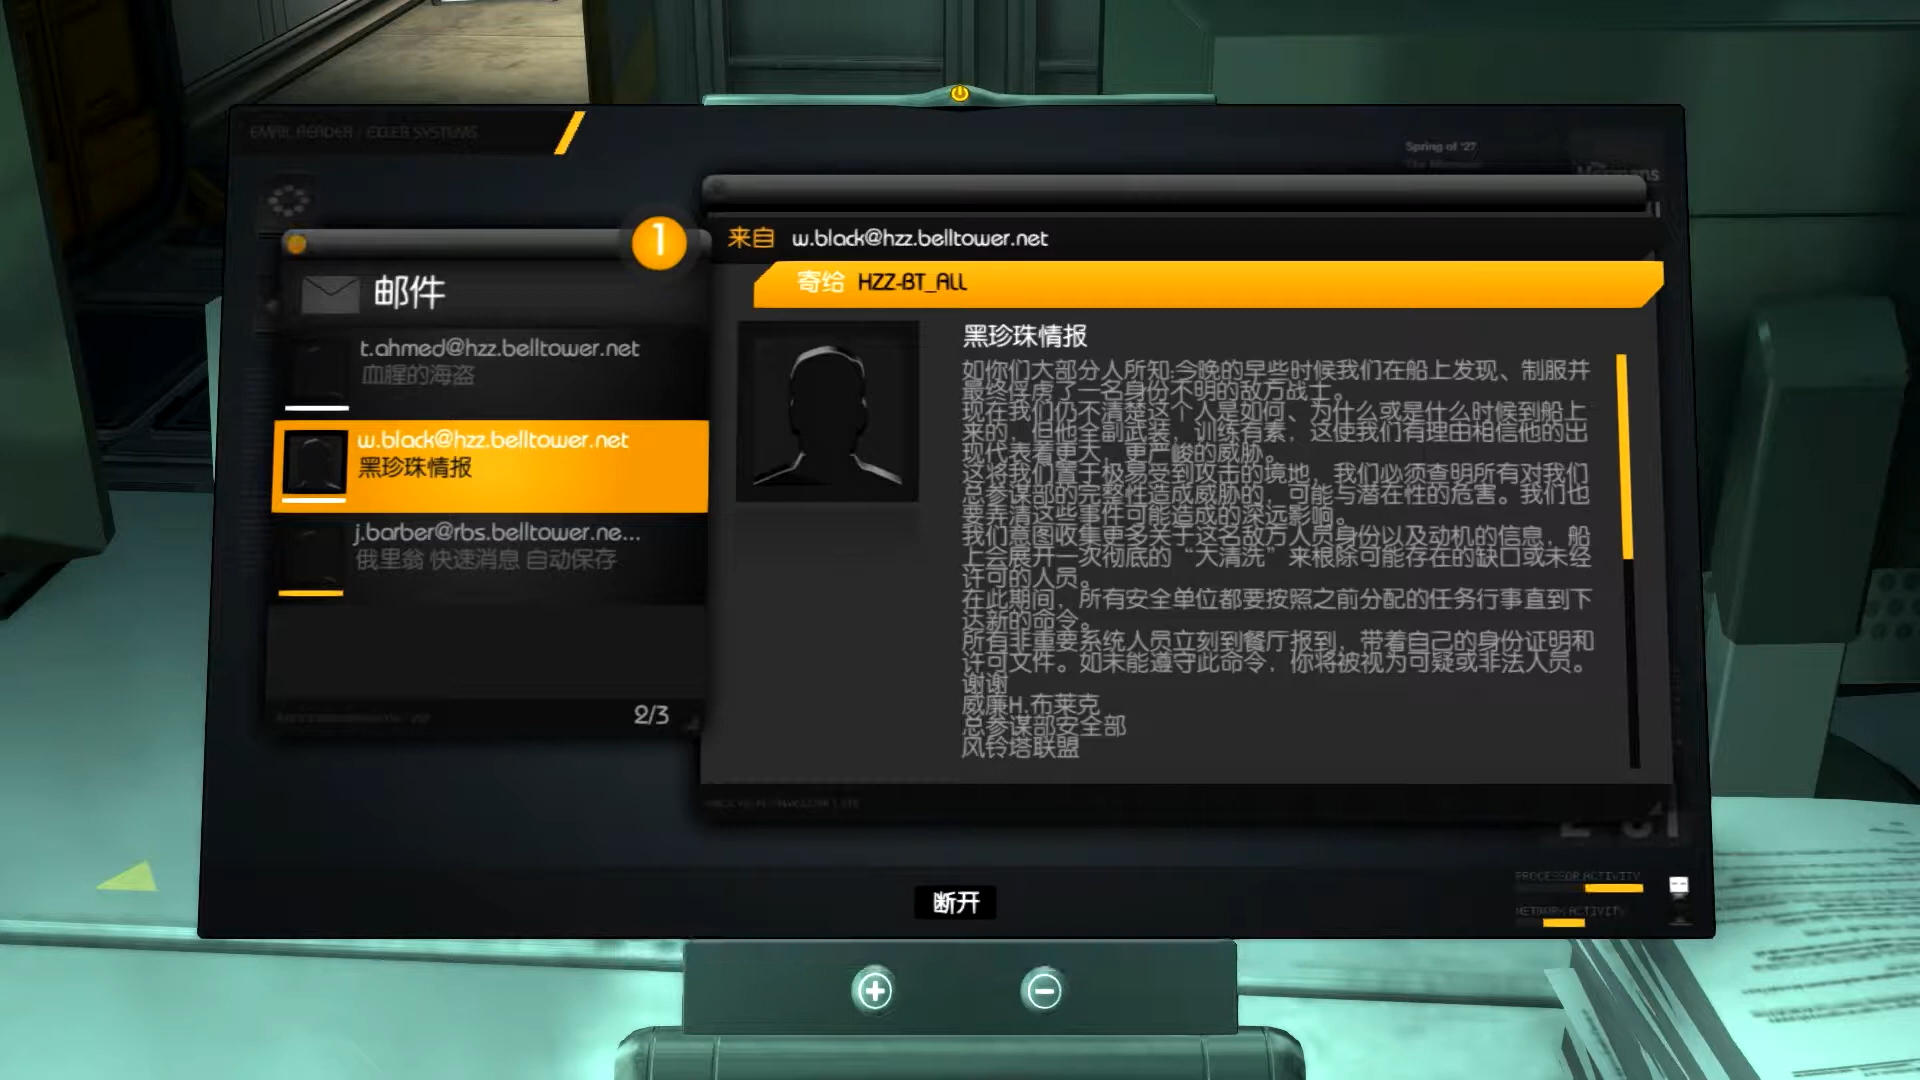 EMAIL READER / ECLER SYSTEMS
Spring of '27
1
邮件
t.ahmed@hzz.belltower.net
血腥的海盗
w.black@hzz.belltower.net
黑珍珠情报
j.barber@rbs.belltower.ne...
俄里翁 快速消息 自动保存
2/3
来自 w.black@hzz.belltower.net
寄给 HZZ-BT_ALL
黑珍珠情报
如你们大部分人所知:今晚的早些时候我们在船上发现、制服并
最终俘虏了一名身份不明的敌方战士。
现在我们仍不清楚这个人是如何、为什么或是什么时候到船上
来的，但他全副武装，训练有素，这使我们有理由相信他的出
现代表着更大，更严峻的威胁。
这将我们置于极易受到攻击的境地，我们必须查明所有对我们
总参谋部的完整性造成威胁的，可能与潜在性的危害。我们也
要弄清这些事件可能造成的深远影响。
我们意图收集更多关于这名敌方人员身份以及动机的信息，船
上会展开一次彻底的“大清洗”来根除可能存在的缺口或未经
许可的人员。
在此期间，所有安全单位都要按照之前分配的任务行事直到下
达新的命令。
所有非重要系统人员立刻到餐厅报到，带着自己的身份证明和
许可文件。如未能遵守此命令，你将被视为可疑或非法人员。
谢谢
威廉H.布莱克
总参谋部安全部
风铃塔联盟
断开
PROCESSOR ACTIVITY
NETWORK ACTIVITY